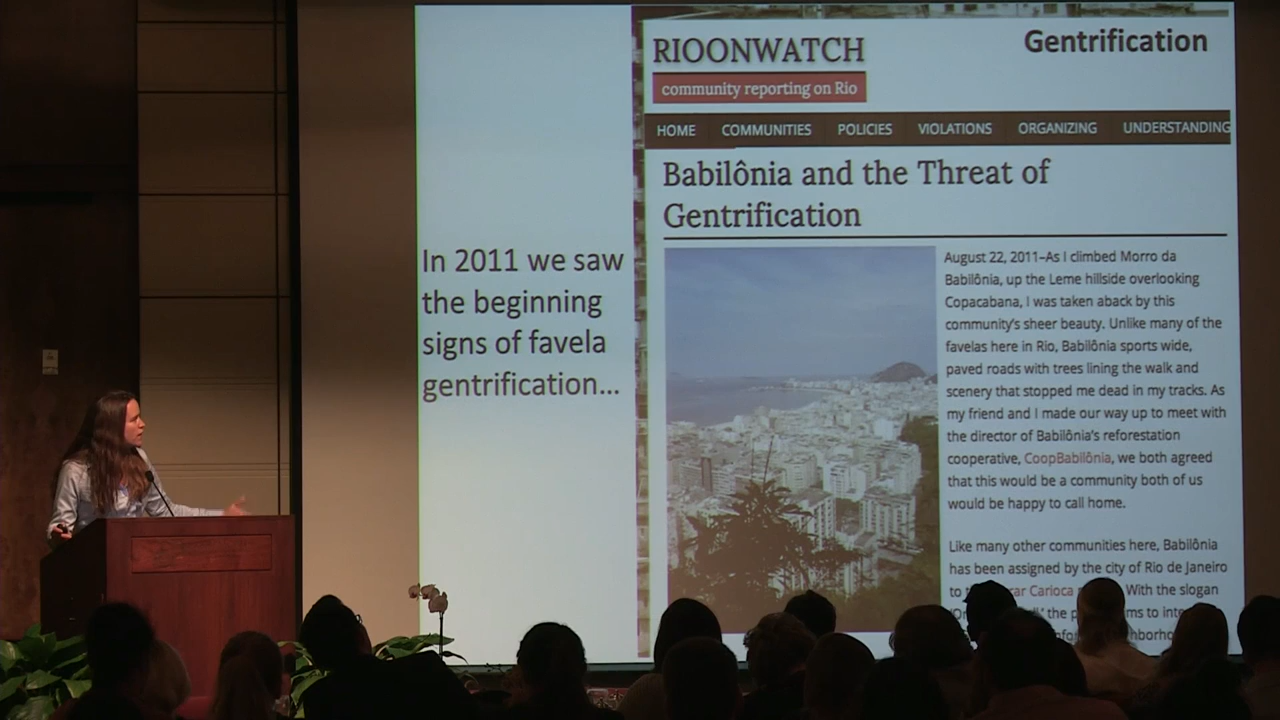 In 2011 we saw
the beginning
signs of favela
gentrification...
Gentrification
RIOONWATCH
community reporting on Rio
HOME COMMUNITIES POLICIES VIOLATIONS ORGANIZING UNDERSTANDING
Babilônia and the Threat of
Gentrification
August 22, 2011–As I climbed Morro da
Babilônia, up the Leme hillside overlooking
Copacabana, I was taken aback by this
community's sheer beauty. Unlike many of the
favelas here in Rio, Babilônia sports wide,
paved roads with trees lining the walk and
scenery that stopped me dead in my tracks. As
my friend and I made our way up to meet with
the director of Babilônia's reforestation
cooperative, CoopBabilônia, we both agreed
that this would be a community both of us
would be happy to call home.
Like many other communities here, Babilônia
has been assigned by the city of Rio de Janeiro
Carioca With the slogan
the